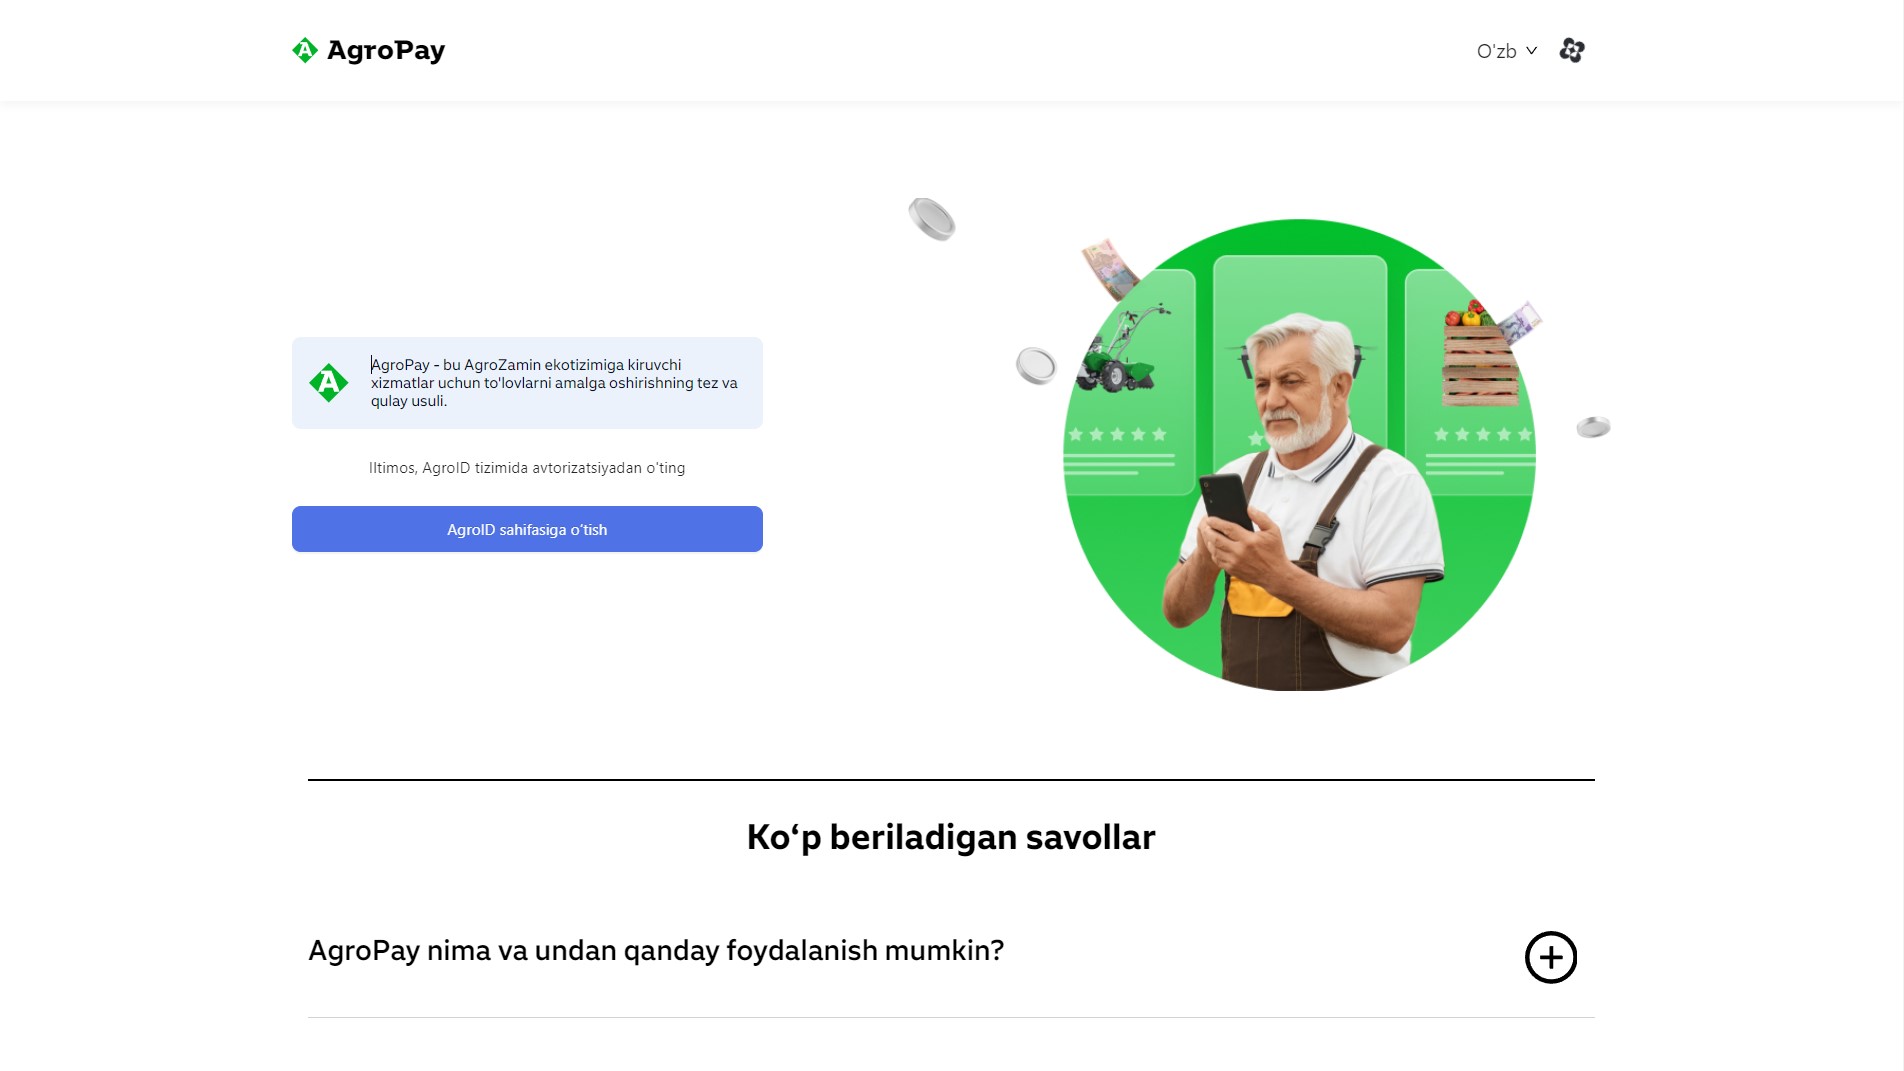 AgroPay
O'zb
AgroPay - bu AgroZamin ekotizimiga kiruvchi
xizmatlar uchun to'lovlarni amalga oshirishning tez va
qulay usuli.
Iltimos, AgroID tizimida avtorizatsiyadan o'ting
AgroID sahifasiga o‘tish
Ko‘p beriladigan savollar
AgroPay nima va undan qanday foydalanish mumkin?